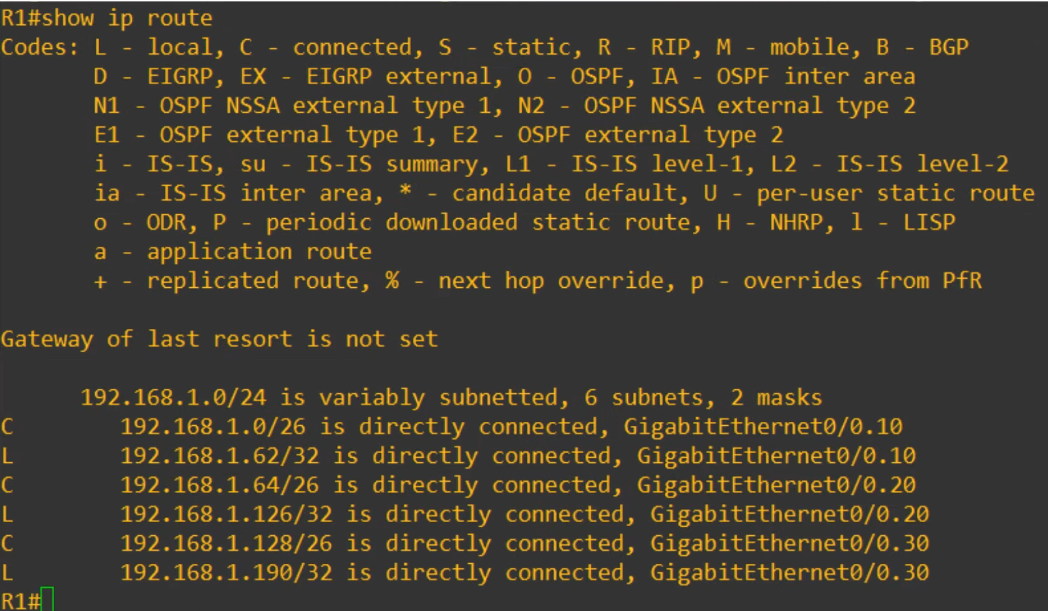 R1#show ip route
Codes: L - local, C - connected, S - static, R - RIP, M - mobile, B - BGP
       D - EIGRP, EX - EIGRP external, O - OSPF, IA - OSPF inter area
       N1 - OSPF NSSA external type 1, N2 - OSPF NSSA external type 2
       E1 - OSPF external type 1, E2 - OSPF external type 2
       i - IS-IS, su - IS-IS summary, L1 - IS-IS level-1, L2 - IS-IS level-2
       ia - IS-IS inter area, * - candidate default, U - per-user static route
       o - ODR, P - periodic downloaded static route, H - NHRP, l - LISP
       a - application route
       + - replicated route, % - next hop override, p - overrides from PfR
Gateway of last resort is not set
      192.168.1.0/24 is variably subnetted, 6 subnets, 2 masks
C        192.168.1.0/26 is directly connected, GigabitEthernet0/0.10
L        192.168.1.62/32 is directly connected, GigabitEthernet0/0.10
C        192.168.1.64/26 is directly connected, GigabitEthernet0/0.20
L        192.168.1.126/32 is directly connected, GigabitEthernet0/0.20
C        192.168.1.128/26 is directly connected, GigabitEthernet0/0.30
L        192.168.1.190/32 is directly connected, GigabitEthernet0/0.30
R1#